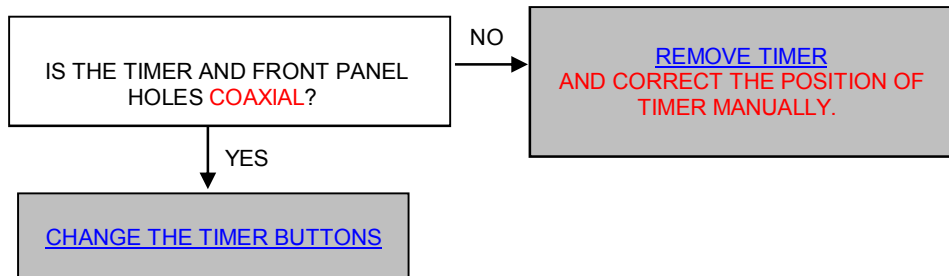 IS THE TIMER AND FRONT PANEL
HOLES COAXIAL?
NO
REMOVE TIMER
AND CORRECT THE POSITION OF
TIMER MANUALLY.
YES
CHANGE THE TIMER BUTTONS